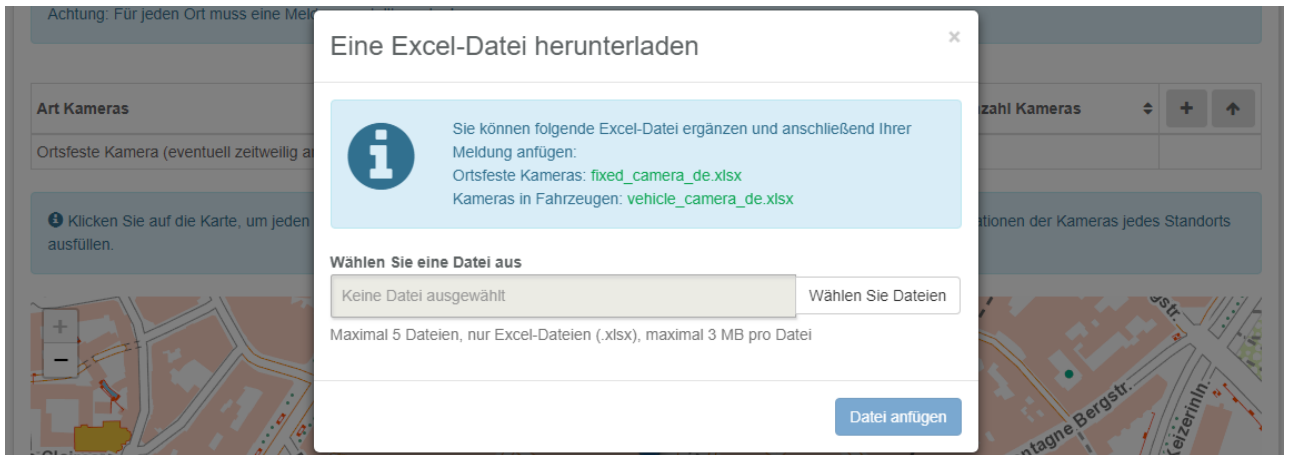 Achtung: Für jeden Ort muss eine
Eine Excel-Datei herunterladen
×
Art Kameras
zahl Kameras
Sie können folgende Excel-Datei ergänzen und anschließend Ihrer
Meldung anfügen:
Ortsfeste Kameras: fixed_camera_de.xlsx
Kameras in Fahrzeugen: vehicle_camera_de.xlsx
Ortsfeste Kamera (eventuell zeitweilig
Klicken Sie auf die Karte, um jeden
ationen der Kameras jedes Standorts
ausfüllen.
Wählen Sie eine Datei aus
Keine Datei ausgewählt
Wählen Sie Dateien
Maximal 5 Dateien, nur Excel-Dateien (.xlsx), maximal 3 MB pro Datei
+
−
str.
Datei anfügen
ntagne Bergstr.
Keizerinln.